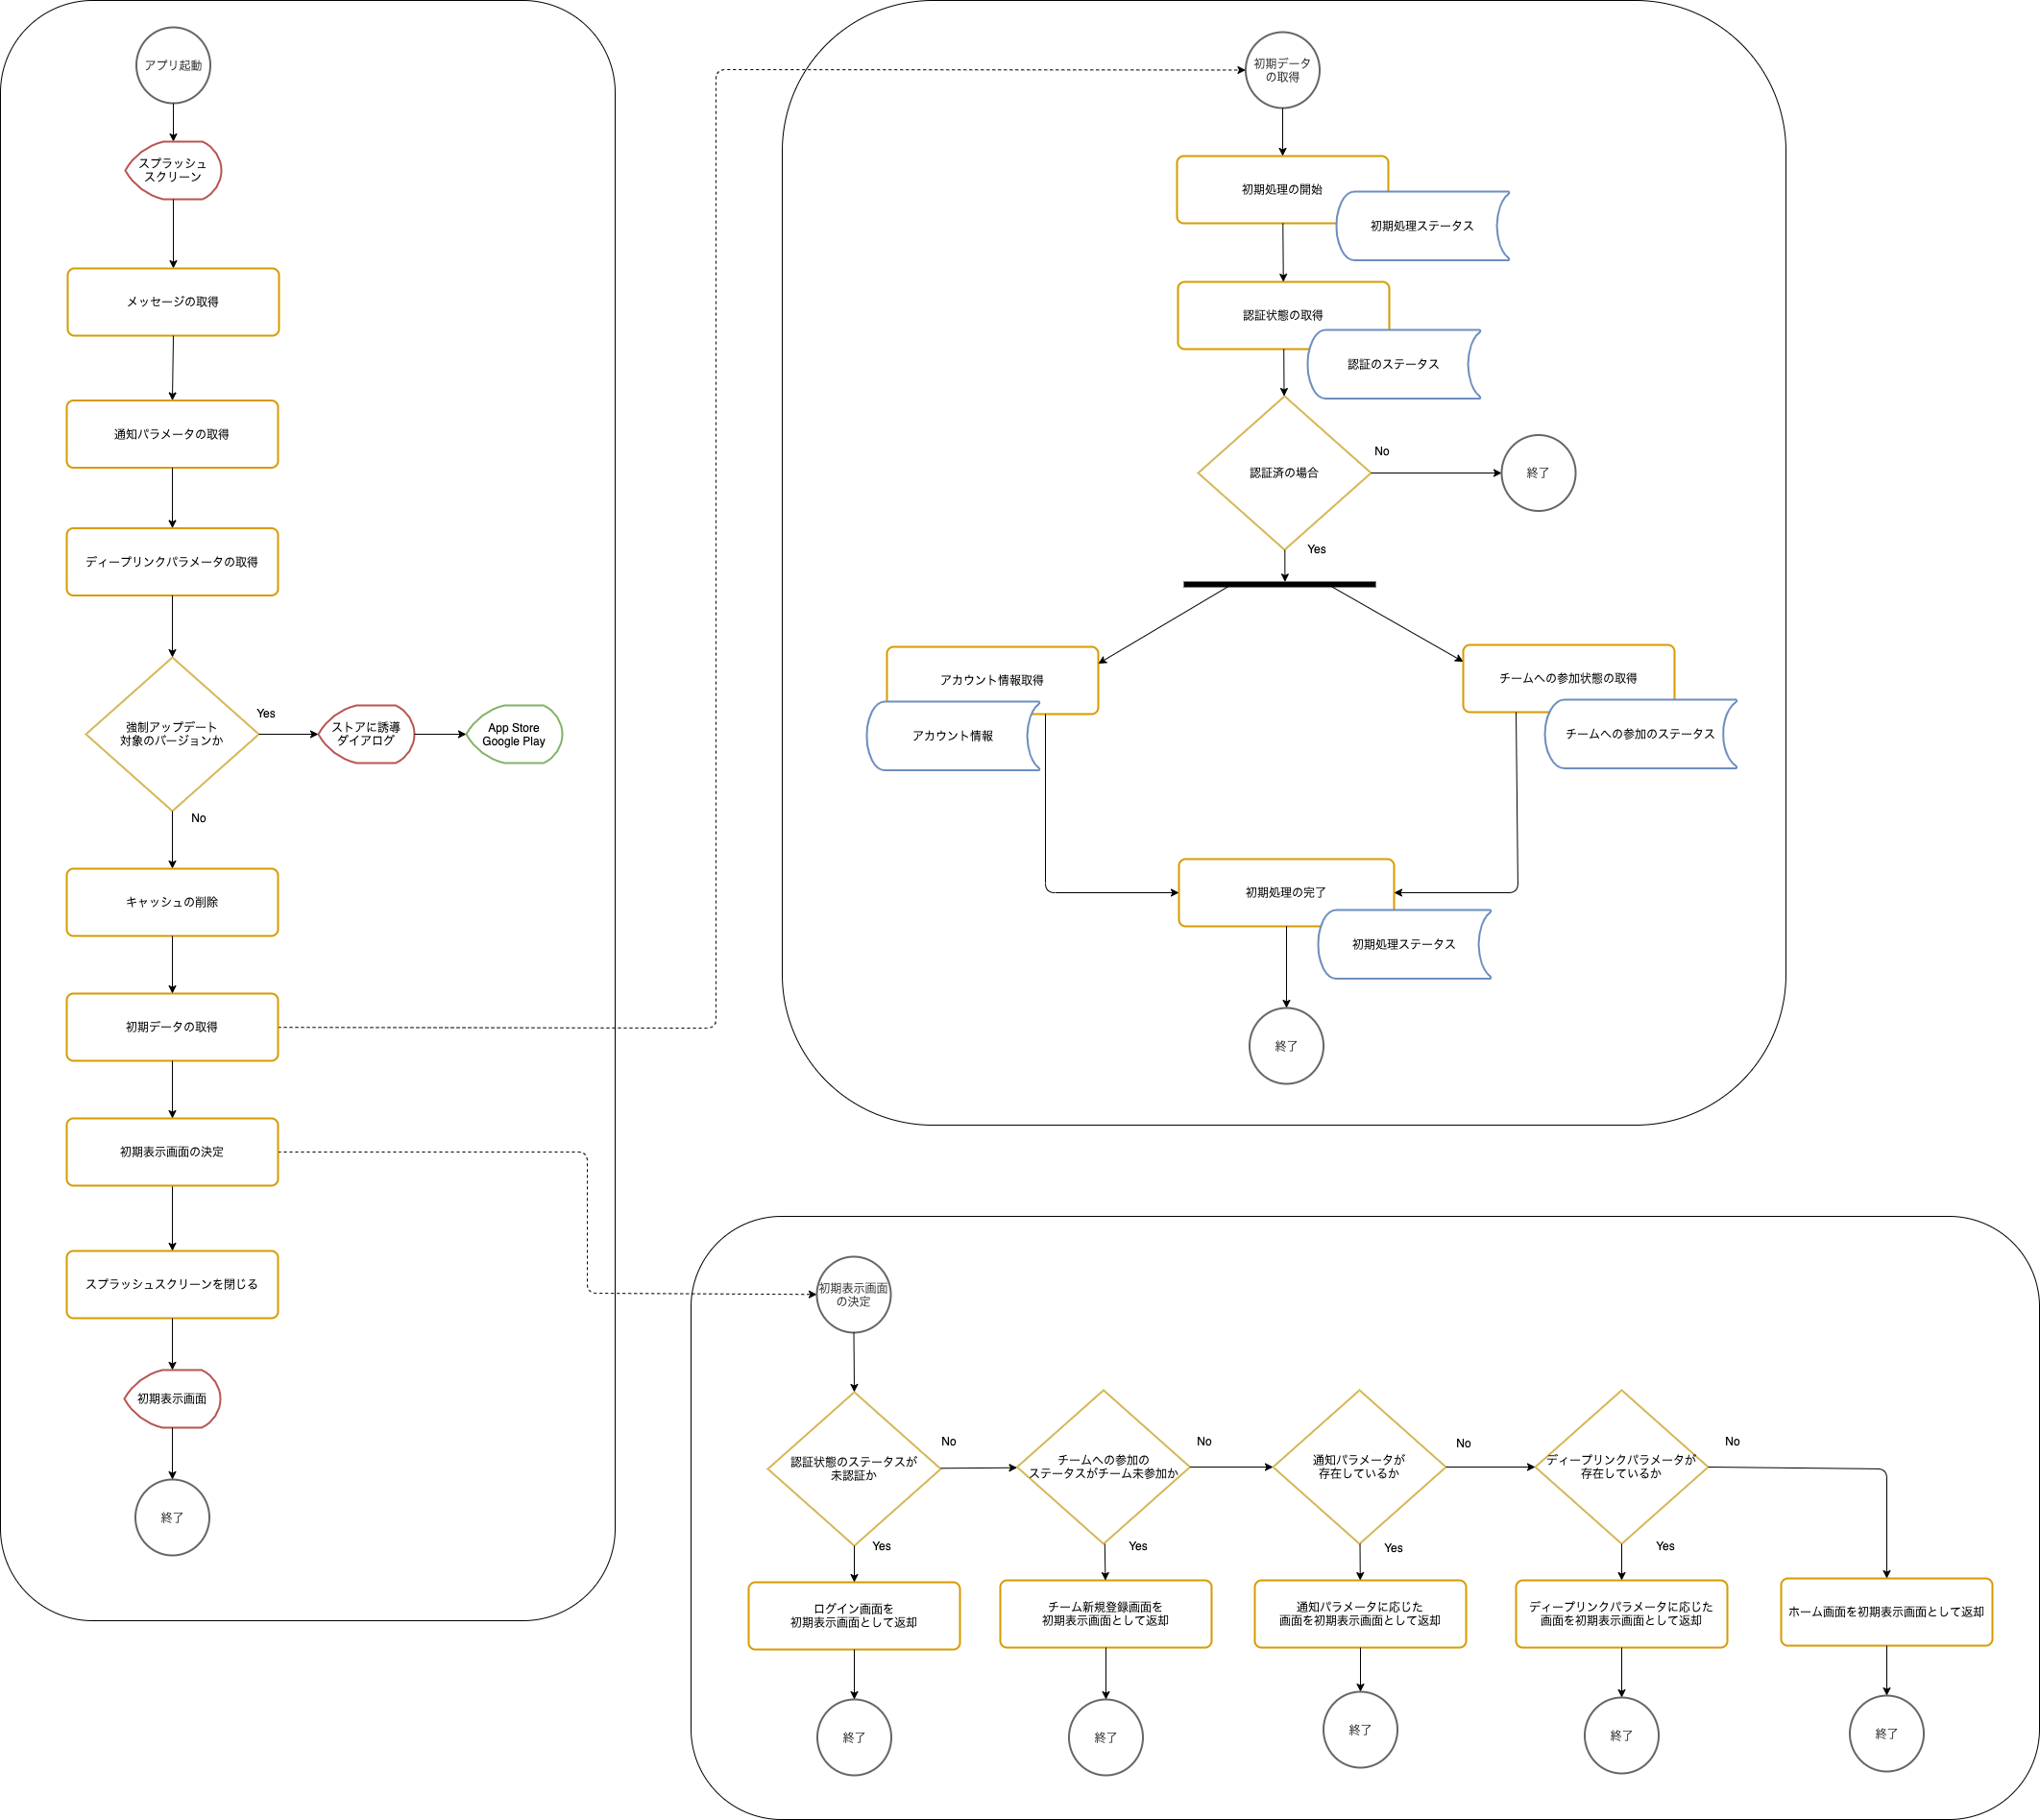 アプリ起動
スプラッシュ
スクリーン
メッセージの取得
通知パラメータの取得
ディープリンクパラメータの取得
強制アップデート
対象のバージョンか
Yes
ストアに誘導
ダイアログ
App Store
Google Play
No
キャッシュの削除
初期データの取得
初期表示画面の決定
スプラッシュスクリーンを閉じる
初期表示画面
終了
初期データ
の取得
初期処理の開始
初期処理ステータス
認証状態の取得
認証のステータス
認証済の場合
No
終了
Yes
アカウント情報取得
アカウント情報
チームへの参加状態の取得
チームへの参加のステータス
初期処理の完了
初期処理ステータス
終了
初期表示画面
の決定
認証状態のステータスが
未認証か
No
チームへの参加の
ステータスがチーム未参加か
No
通知パラメータが
存在しているか
No
ディープリンクパラメータが
存在しているか
No
Yes
Yes
Yes
Yes
ログイン画面を
初期表示画面として返却
チーム新規登録画面を
初期表示画面として返却
通知パラメータに応じた
画面を初期表示画面として返却
ディープリンクパラメータに応じた
画面を初期表示画面として返却
ホーム画面を初期表示画面として返却
終了
終了
終了
終了
終了